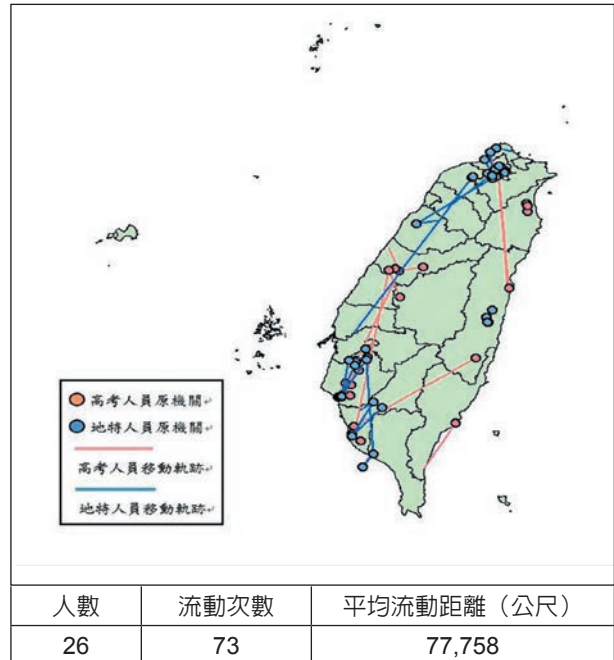 高考人員原機關
地特人員原機關
高考人員移動軌跡
地特人員移動軌跡
人數 流動次數 平均流動距離（公尺）
26 73 77,758